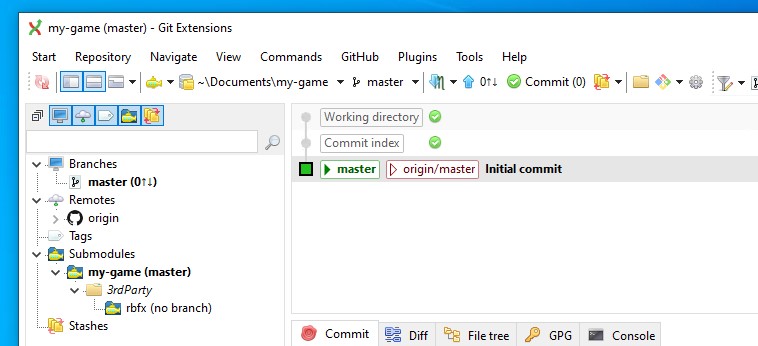 my-game (master) - Git Extensions
Start Repository Navigate View Commands GitHub Plugins Tools Help
~\Documents\my-game master 0↑↓ Commit (0)
Working directory
Commit index
master origin/master Initial commit
Branches
master (0↑↓)
Remotes
origin
Tags
Submodules
my-game (master)
3rdParty
rbfx (no branch)
Stashes
Commit Diff File tree GPG Console